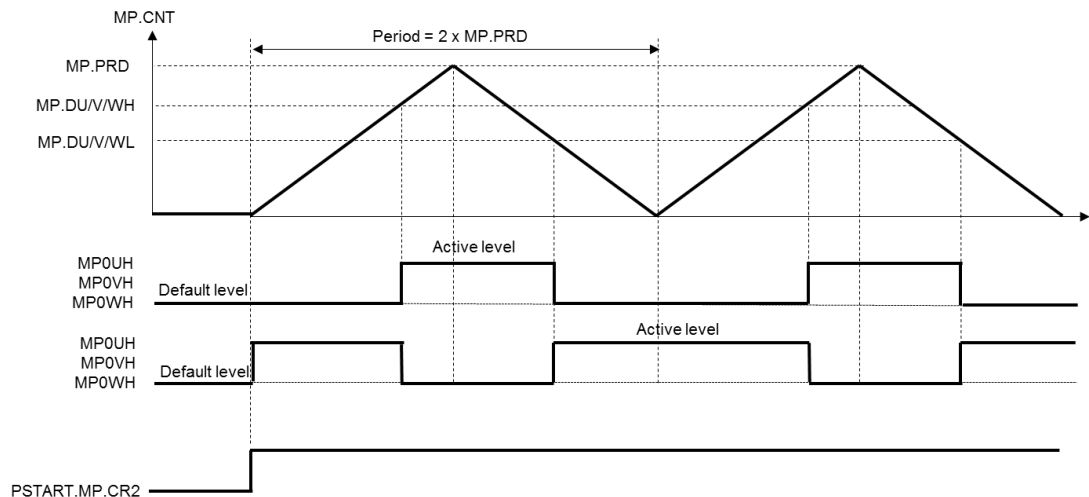 MP.CNT
Period = 2 x MP.PRD
MP.PRD
MP.DU/V/WH
MP.DU/V/WL
Active level
MP0UH
MP0VH
MP0WH
Default level
Active level
MP0UH
MP0VH
MP0WH
Default level
PSTART.MP.CR2